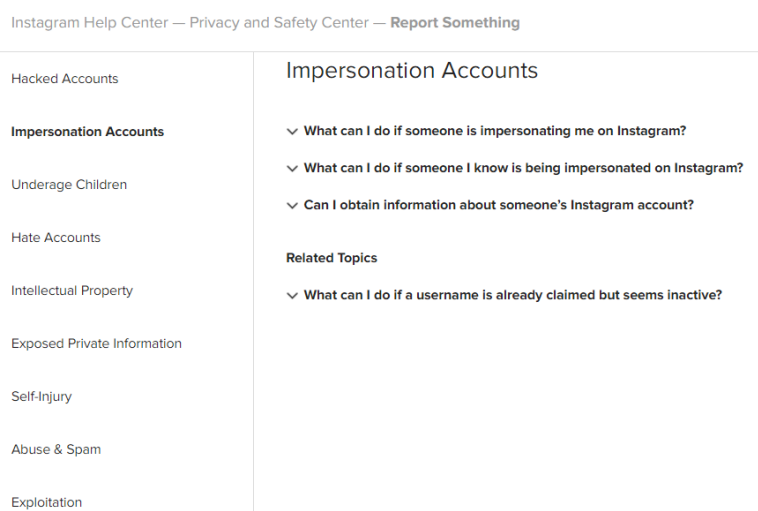 Instagram Help Center — Privacy and Safety Center — Report Something
Hacked Accounts
Impersonation Accounts
Underage Children
Hate Accounts
Intellectual Property
Exposed Private Information
Self-Injury
Abuse & Spam
Exploitation
Impersonation Accounts
What can I do if someone is impersonating me on Instagram?
What can I do if someone I know is being impersonated on Instagram?
Can I obtain information about someone's Instagram account?
Related Topics
What can I do if a username is already claimed but seems inactive?